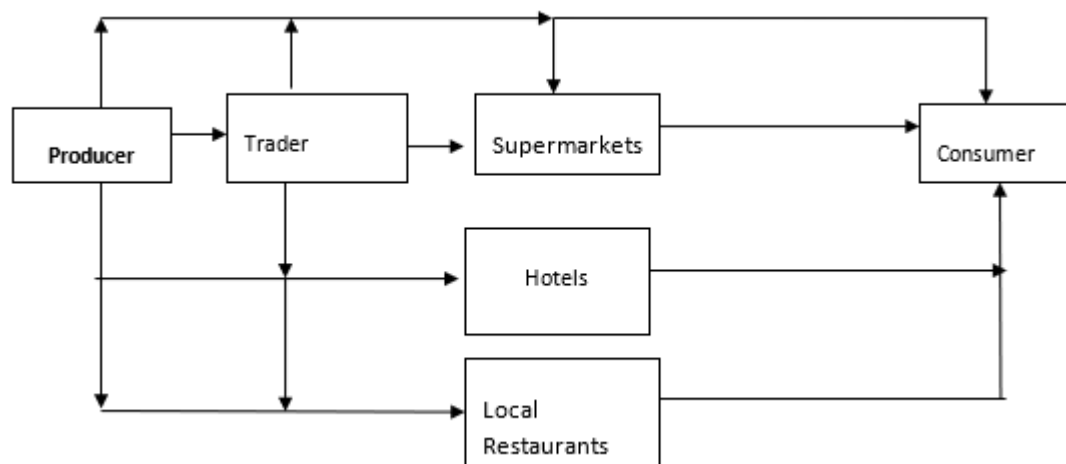 Producer
Trader
Supermarkets
Consumer
Hotels
Local
Restaurants